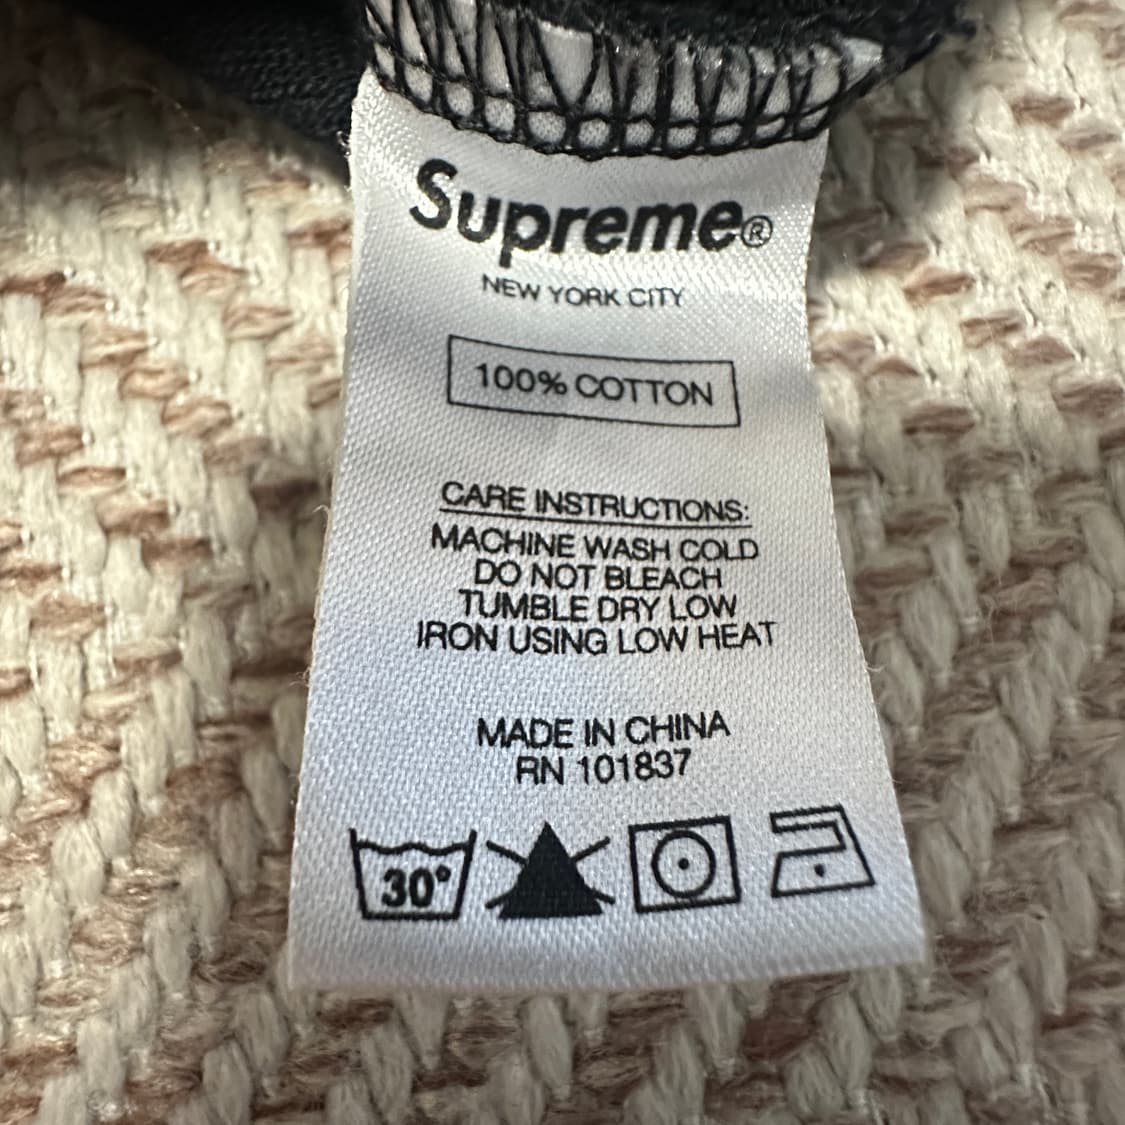 Supreme®
NEW YORK CITY
100% COTTON
CARE INSTRUCTIONS:
MACHINE WASH COLD
DO NOT BLEACH
TUMBLE DRY LOW
IRON USING LOW HEAT
MADE IN CHINA
RN 101837
30°